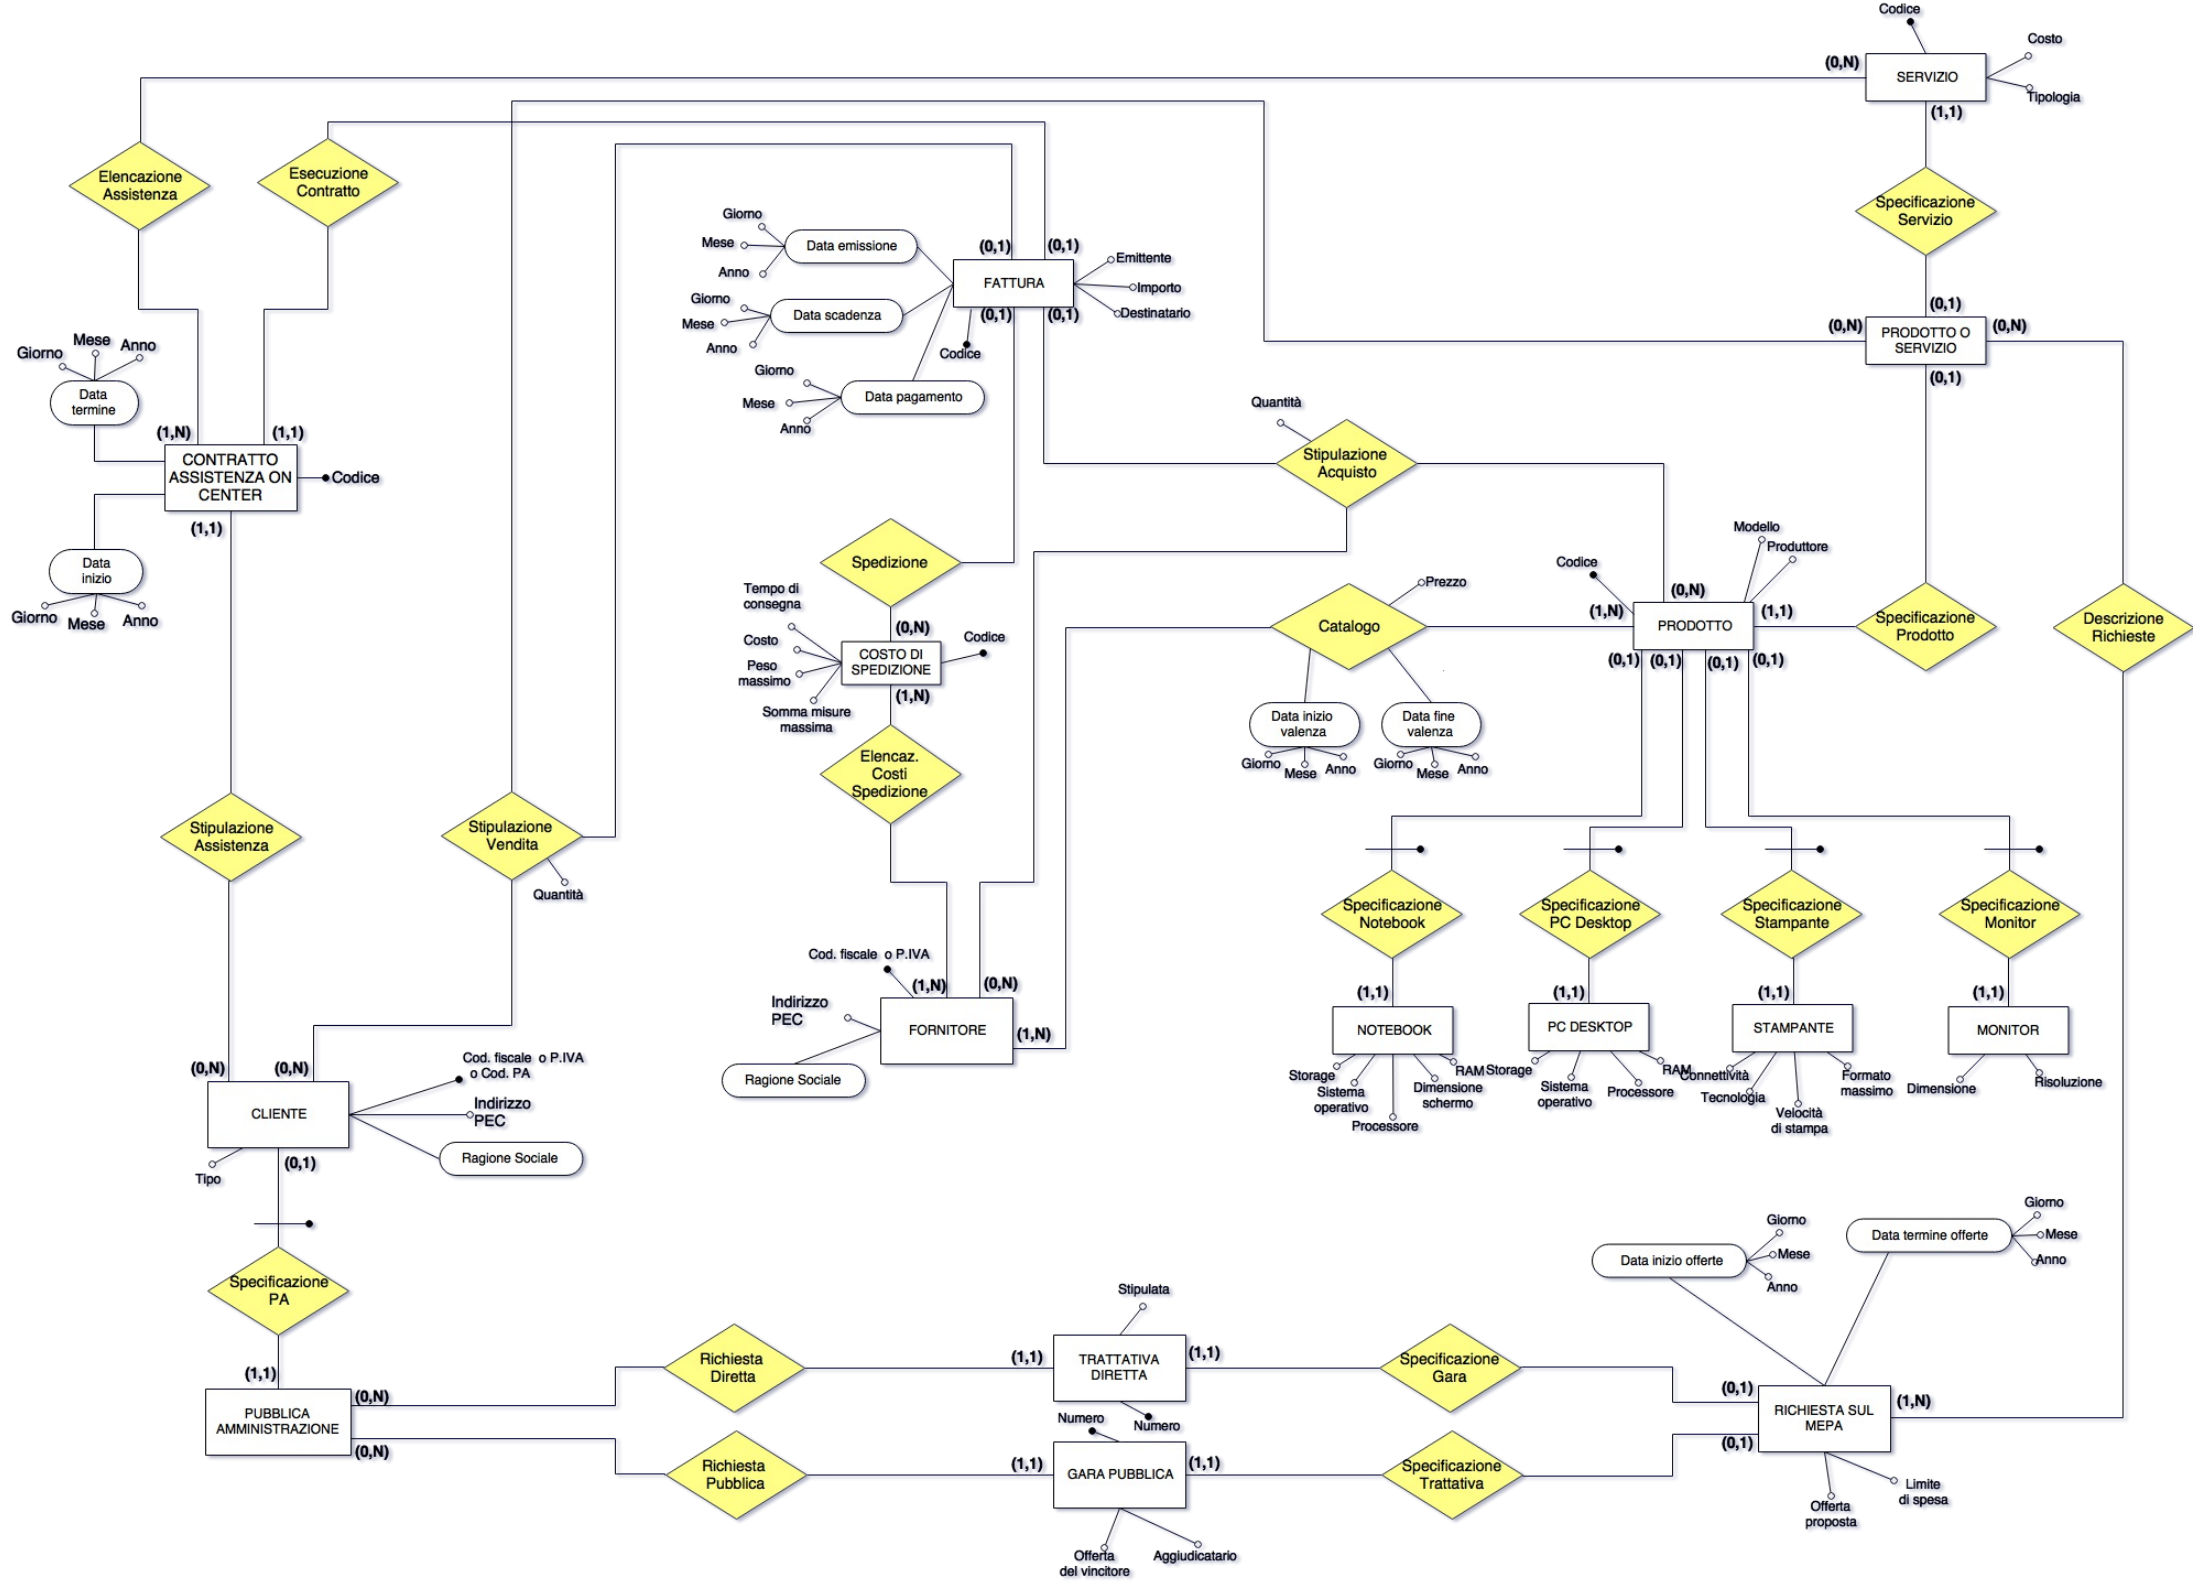 Codice
Costo
(0,N)
SERVIZIO
Tipologia
(1,1)
Elencazione
Assistenza
Esecuzione
Contratto
Specificazione
Servizio
Giorno
Mese
Anno
Data emissione
(0,1)
(0,1)
Emittente
FATTURA
Importo
Destinatario
Giorno
Mese
Anno
Data scadenza
(0,1)
(0,1)
Codice
Giorno
Mese
Anno
Data pagamento
(0,1)
(0,N)
PRODOTTO O
SERVIZIO
(0,N)
(0,1)
Giorno
Mese
Anno
Data
termine
(1,N)
(1,1)
CONTRATTO
ASSISTENZA ON
CENTER
Codice
(1,1)
Data
inizio
Giorno
Mese
Anno
Quantità
Stipulazione
Acquisto
Spedizione
Tempo di
consegna
Costo
Peso
massimo
Somma misure
massima
(0,N)
Codice
COSTO DI
SPEDIZIONE
(1,N)
Elencaz.
Costi
Spedizione
Catalogo
Prezzo
Data inizio
valenza
Giorno
Mese
Anno
Data fine
valenza
Giorno
Mese
Anno
Modello
Produttore
Codice
(0,N)
(1,N)
PRODOTTO
(1,1)
(0,1)
(0,1)
(0,1)
(0,1)
Specificazione
Prodotto
Descrizione
Richieste
Stipulazione
Assistenza
Stipulazione
Vendita
Quantità
Specificazione
Notebook
Specificazione
PC Desktop
Specificazione
Stampante
Specificazione
Monitor
Cod. fiscale o P.IVA
(1,N)
(0,N)
Indirizzo
PEC
FORNITORE
(1,N)
Ragione Sociale
(1,1)
NOTEBOOK
Storage
Sistema
operativo
Processore
Dimensione
schermo
RAM
(1,1)
PC DESKTOP
Storage
Sistema
operativo
Processore
RAM
(1,1)
STAMPANTE
Connettività
Tecnologia
Velocità
di stampa
Formato
massimo
(1,1)
MONITOR
Dimensione
Risoluzione
(0,N)
(0,N)
Cod. fiscale o P.IVA
o Cod. PA
CLIENTE
Indirizzo
PEC
Ragione Sociale
Tipo
(0,1)
Specificazione
PA
(1,1)
PUBBLICA
AMMINISTRAZIONE
(0,N)
(0,N)
Richiesta
Diretta
Richiesta
Pubblica
Stipulata
(1,1)
TRATTATIVA
DIRETTA
(1,1)
Numero
Numero
(1,1)
GARA PUBBLICA
(1,1)
Offerta
del vincitore
Aggiudicatario
Specificazione
Gara
Specificazione
Trattativa
Data inizio offerte
Giorno
Mese
Anno
Data termine offerte
Giorno
Mese
Anno
(0,1)
RICHIESTA SUL
MEPA
(1,N)
(0,1)
Offerta
proposta
Limite
di spesa